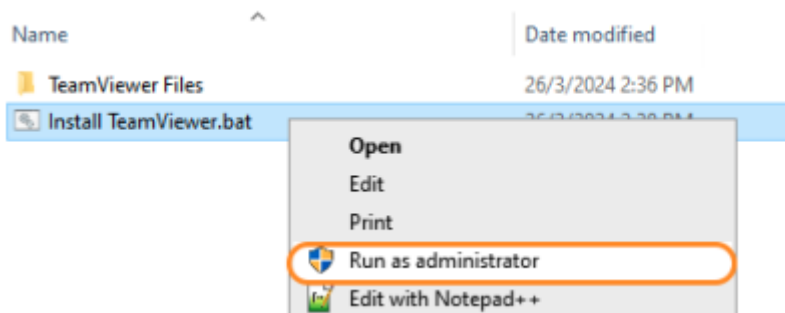 Name Date modified
TeamViewer Files 26/3/2024 2:36 PM
Install TeamViewer.bat
Open
Edit
Print
Run as administrator
Edit with Notepad++